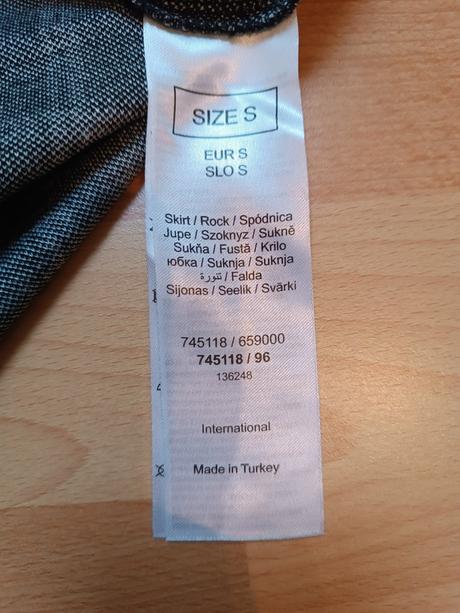 SIZE S
EUR S
SLO S
Skirt / Rock / Spódnica
Jupe / Szoknyz / Sukně
Sukňa / Fustă / Krilo
юбка / Suknja / Suknja
تنورة / Falda
Sijonas / Seelik / Svārki
745118 / 659000
745118 / 96
136248
International
Made in Turkey